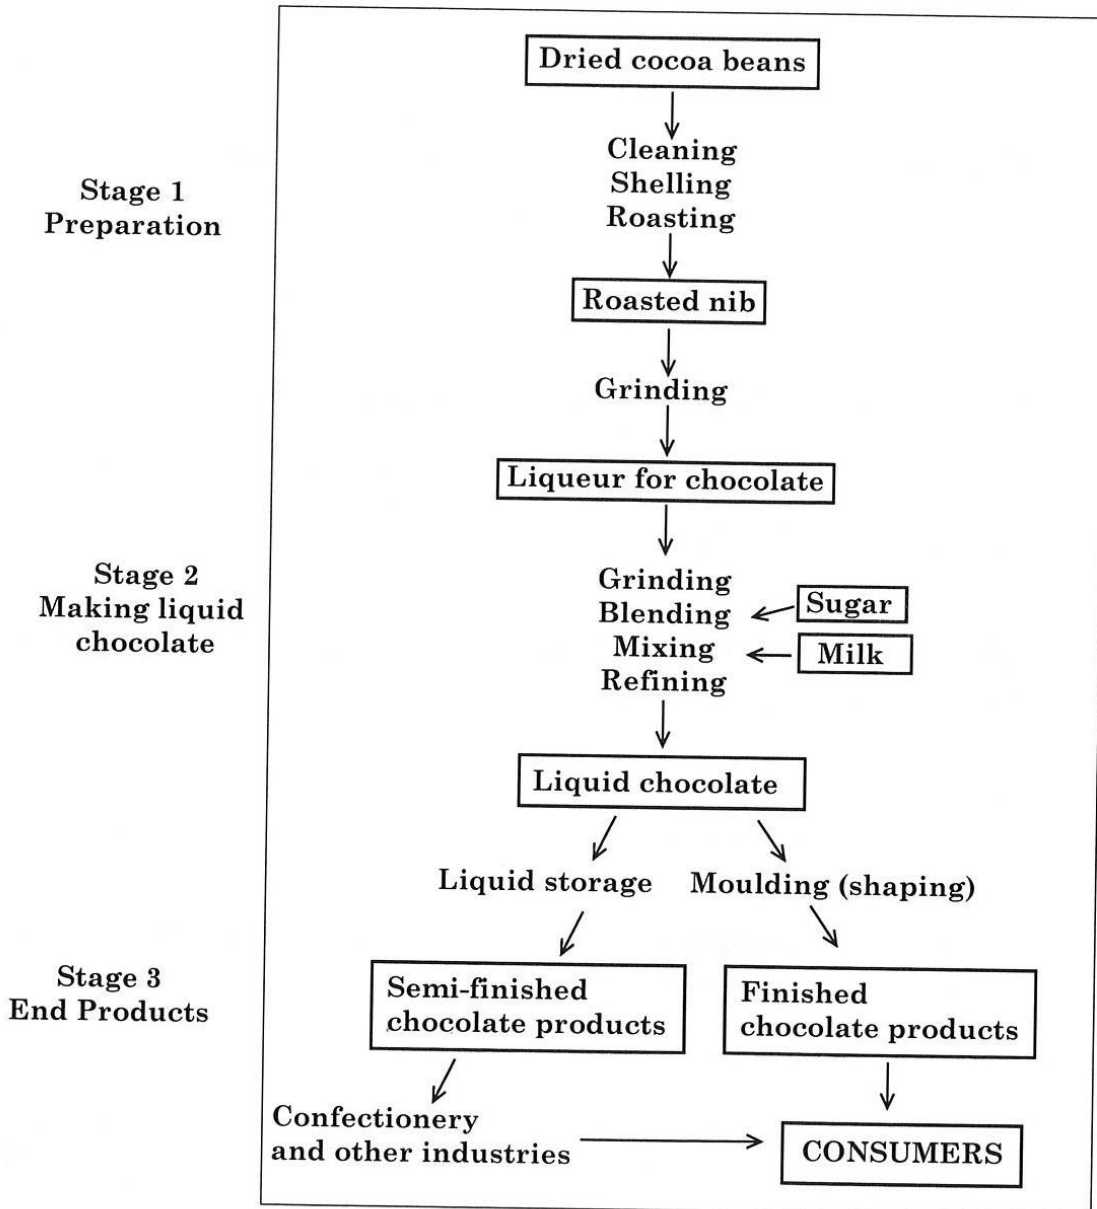 Dried cocoa beans
Cleaning
Shelling
Roasting
Stage 1
Preparation
Roasted nib
Grinding
Liqueur for chocolate
Stage 2
Making liquid
chocolate
Grinding
Blending
Mixing
Refining
Sugar
Milk
Liquid chocolate
Liquid storage
Moulding (shaping)
Stage 3
End Products
Semi-finished
chocolate products
Finished
chocolate products
Confectionery
and other industries
CONSUMERS